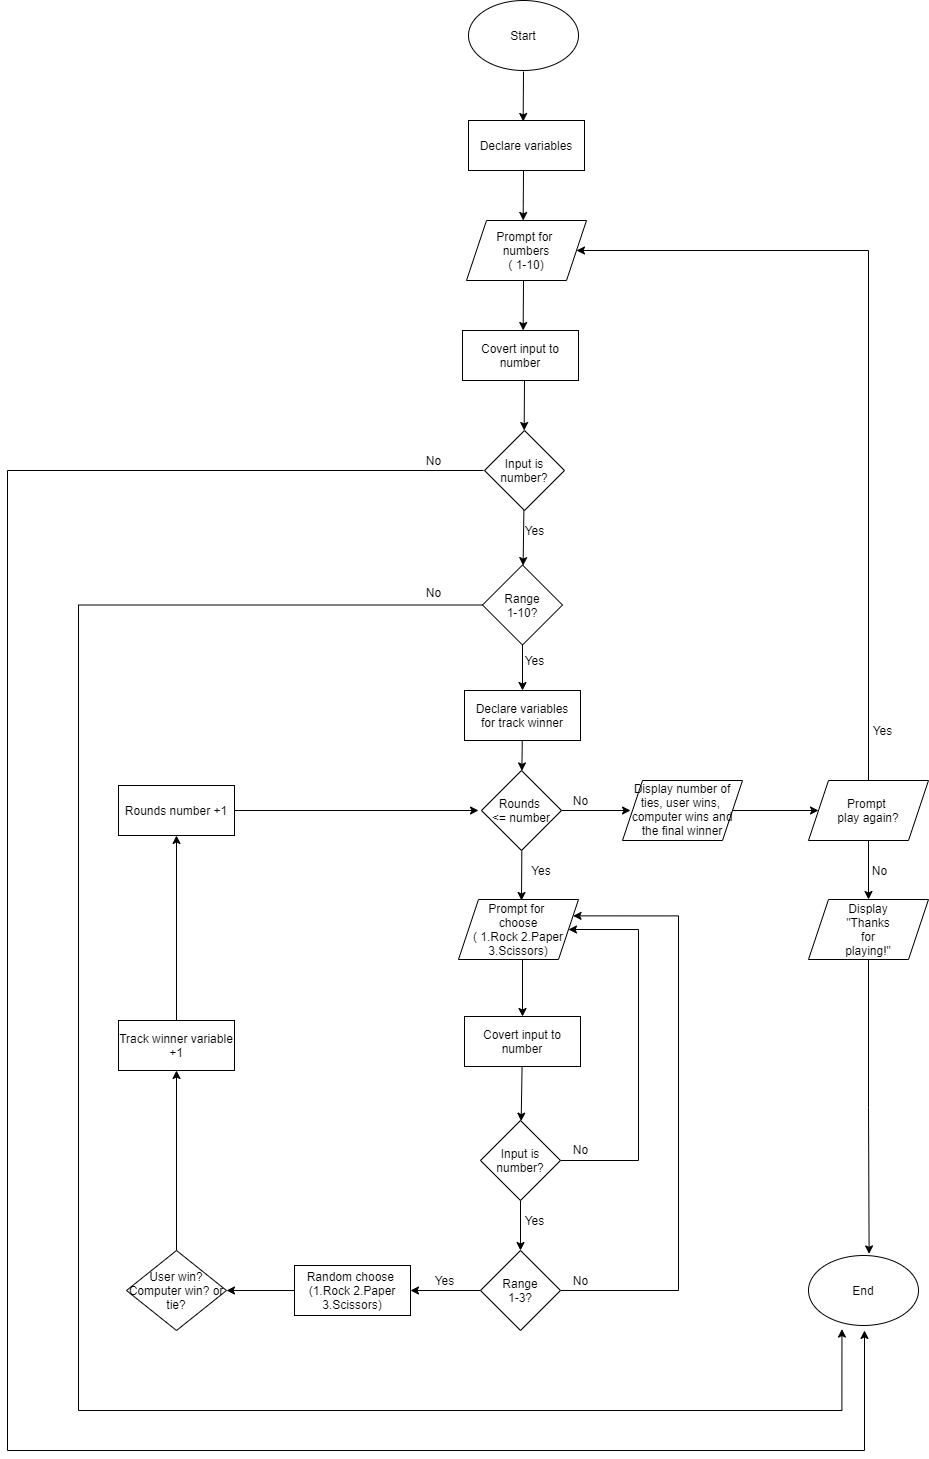 Start
Declare variables
Prompt for
numbers
( 1-10)
Covert input to
number
No
Input is
number?
Yes
No
Range
1-10?
Yes
Declare variables
for track winner
Yes
Rounds number +1
Rounds
<= number
No
Display number of
ties, user wins,
computer wins and
the final winner
Prompt
play again?
Yes
No
Prompt for
choose
( 1.Rock 2.Paper
3.Scissors)
Display
"Thanks
for
playing!"
Track winner variable
+1
Covert input to
number
Input is
number?
No
Yes
User win?
Computer win? or
tie?
Random choose
(1.Rock 2.Paper
3.Scissors)
Yes
Range
1-3?
No
End